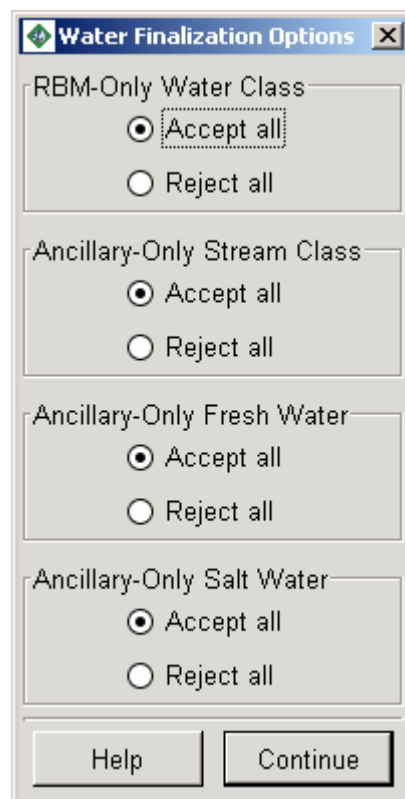 Water Finalization Options
RBM-Only Water Class
Accept all
Reject all
Ancillary-Only Stream Class
Accept all
Reject all
Ancillary-Only Fresh Water
Accept all
Reject all
Ancillary-Only Salt Water
Accept all
Reject all
Help Continue